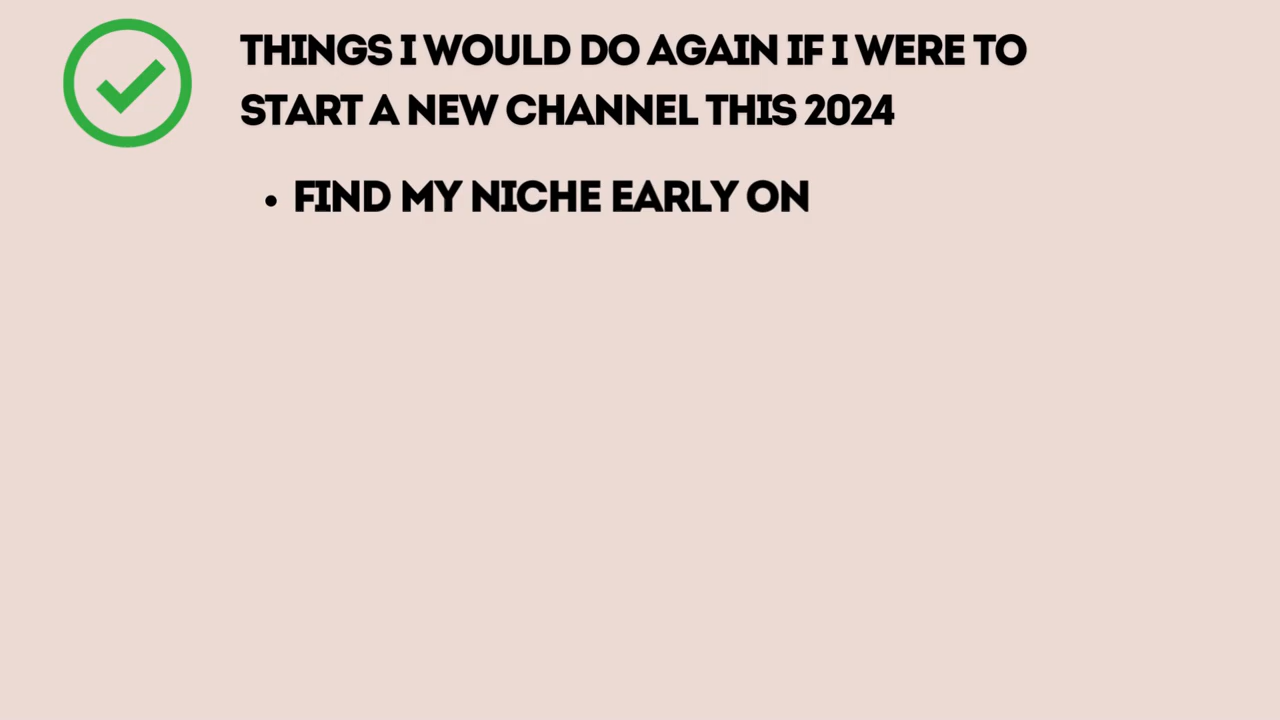 THINGS I WOULD DO AGAIN IF I WERE TO
START A NEW CHANNEL THIS 2024
• FIND MY NICHE EARLY ON